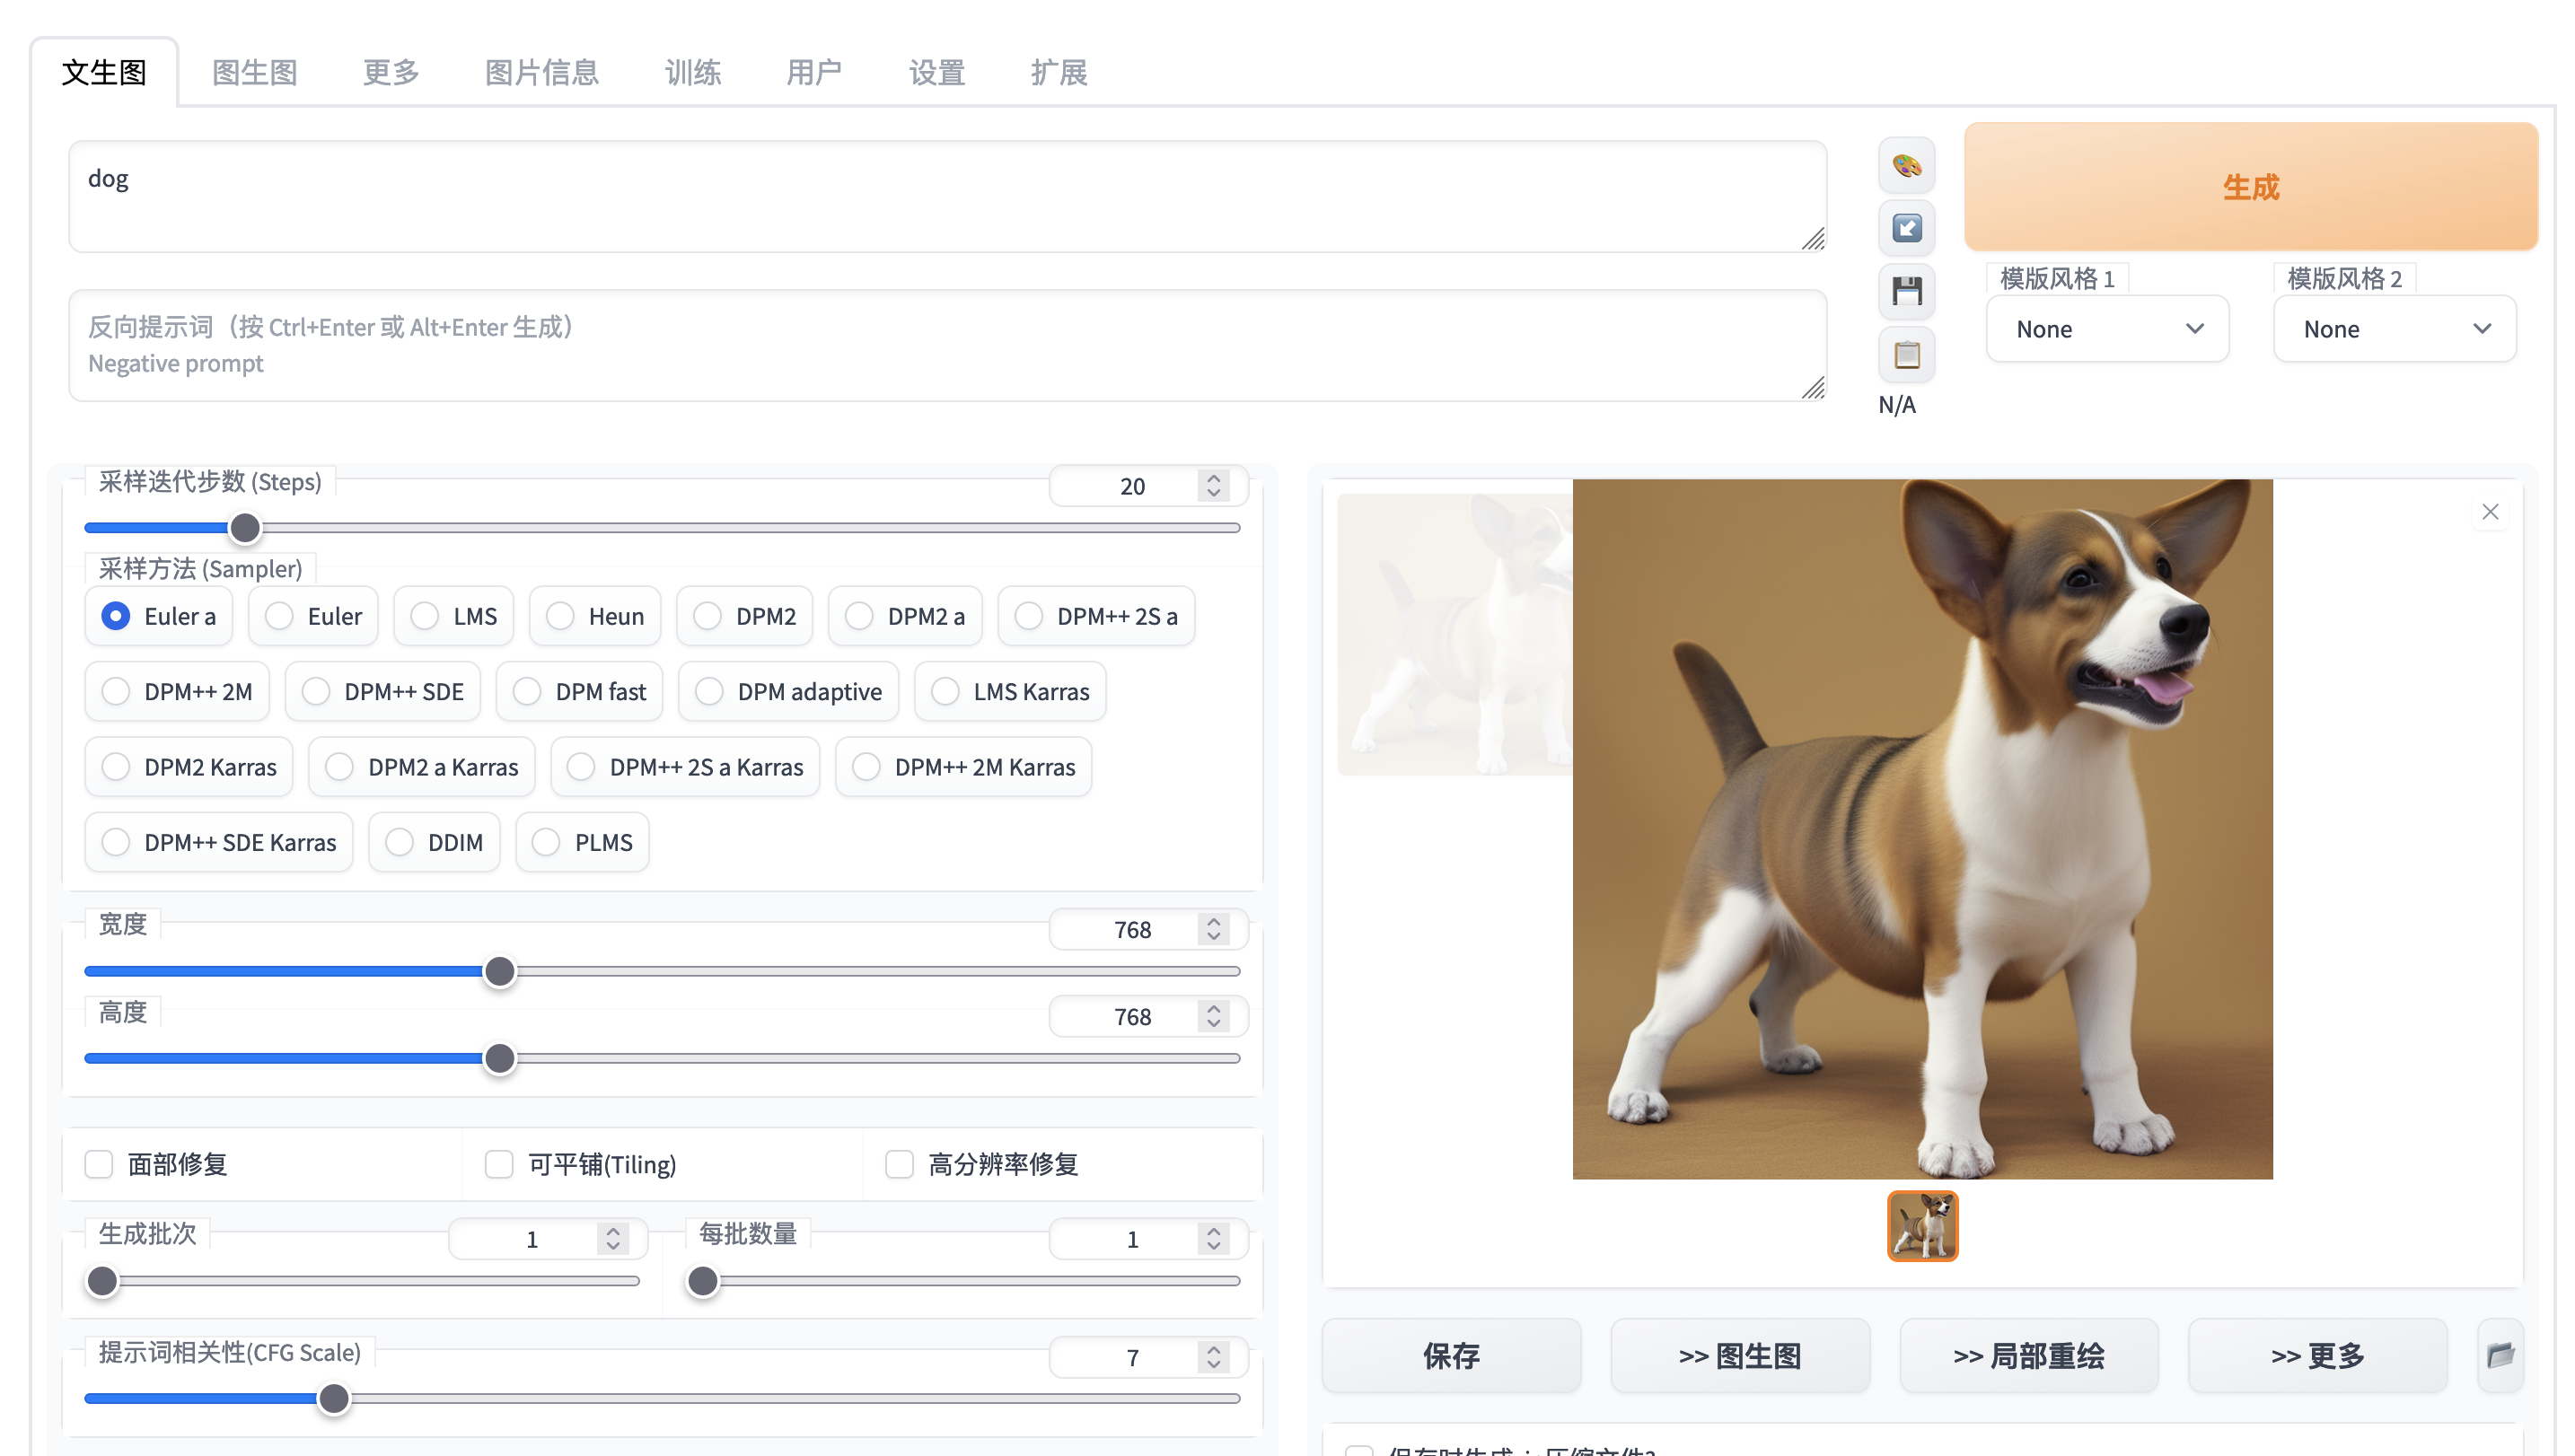 文生图 图生图 更多 图片信息 训练 用户 设置 扩展
dog
生成
模版风格 1 模版风格 2
None None
反向提示词（按 Ctrl+Enter 或 Alt+Enter 生成）
Negative prompt
N/A
采样迭代步数 (Steps) 20
采样方法 (Sampler)
Euler a Euler LMS Heun DPM2 DPM2 a DPM++ 2S a
DPM++ 2M DPM++ SDE DPM fast DPM adaptive LMS Karras
DPM2 Karras DPM2 a Karras DPM++ 2S a Karras DPM++ 2M Karras
DPM++ SDE Karras DDIM PLMS
宽度 768
高度 768
面部修复 可平铺(Tiling) 高分辨率修复
生成批次 1 每批数量 1
提示词相关性(CFG Scale) 7
保存 >> 图生图 >> 局部重绘 >> 更多